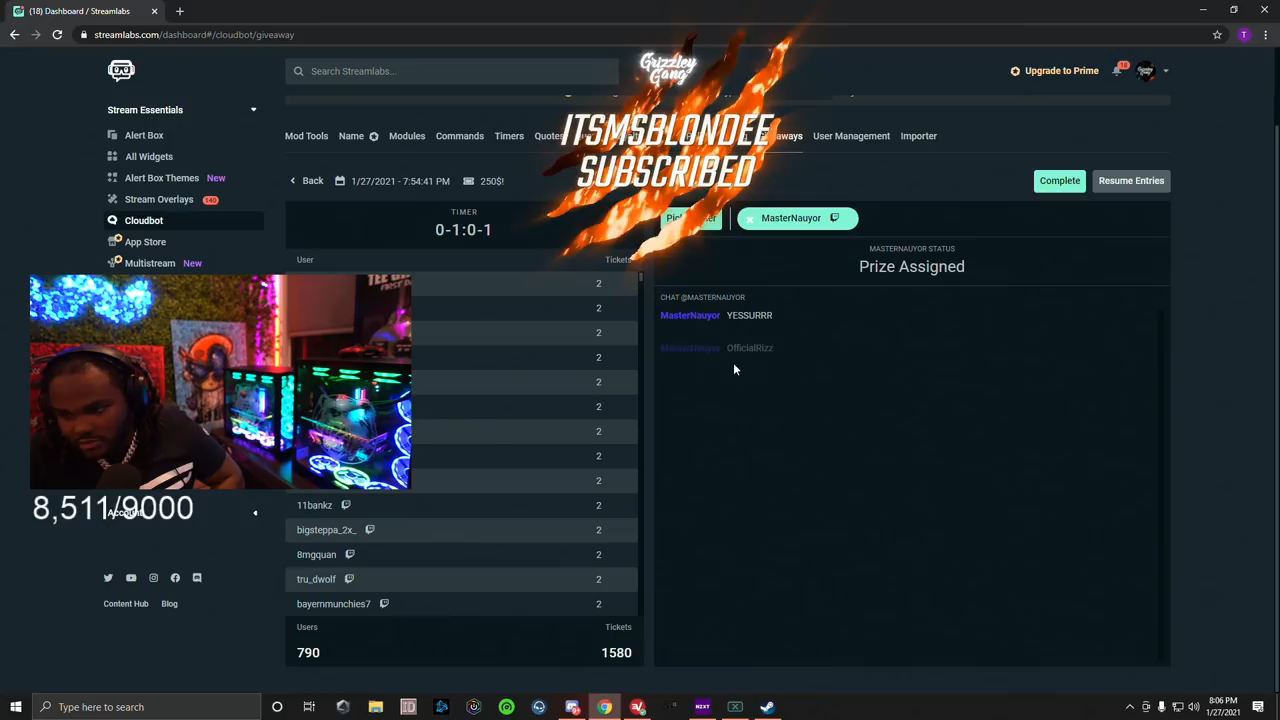 (18) Dashboard / Streamlabs
streamlabs.com/dashboard#/cloudbot/giveaway
Search Streamlabs...
Grizzley
Gang
Upgrade to Prime
18
Stream Essentials
Alert Box
All Widgets
Alert Box Themes New
Stream Overlays 140
Cloudbot
App Store
Multistream New
Account
Content Hub Blog
Mod Tools Name Modules Commands Timers User Management Importer
ITSMSBLONDEE
SUBSCRIBED
Back 1/27/2021 - 7:54:41 PM 250$!
Complete Resume Entries
TIMER
0-1:0-1
MasterNauyor
MASTERNAUYOR STATUS
Prize Assigned
User Tickets
2
2
2
2
2
2
2
2
2
11bankz 2
bigsteppa_2x_ 2
8mgquan 2
tru_dwolf 2
bayernmunchies7 2
Users Tickets
790 1580
CHAT @MASTERNAUYOR
MasterNauyor YESSURRR
MasterNauyor OfficialRizz
8,511/9000
Type here to search
NZXT
8:06 PM
1/27/2021